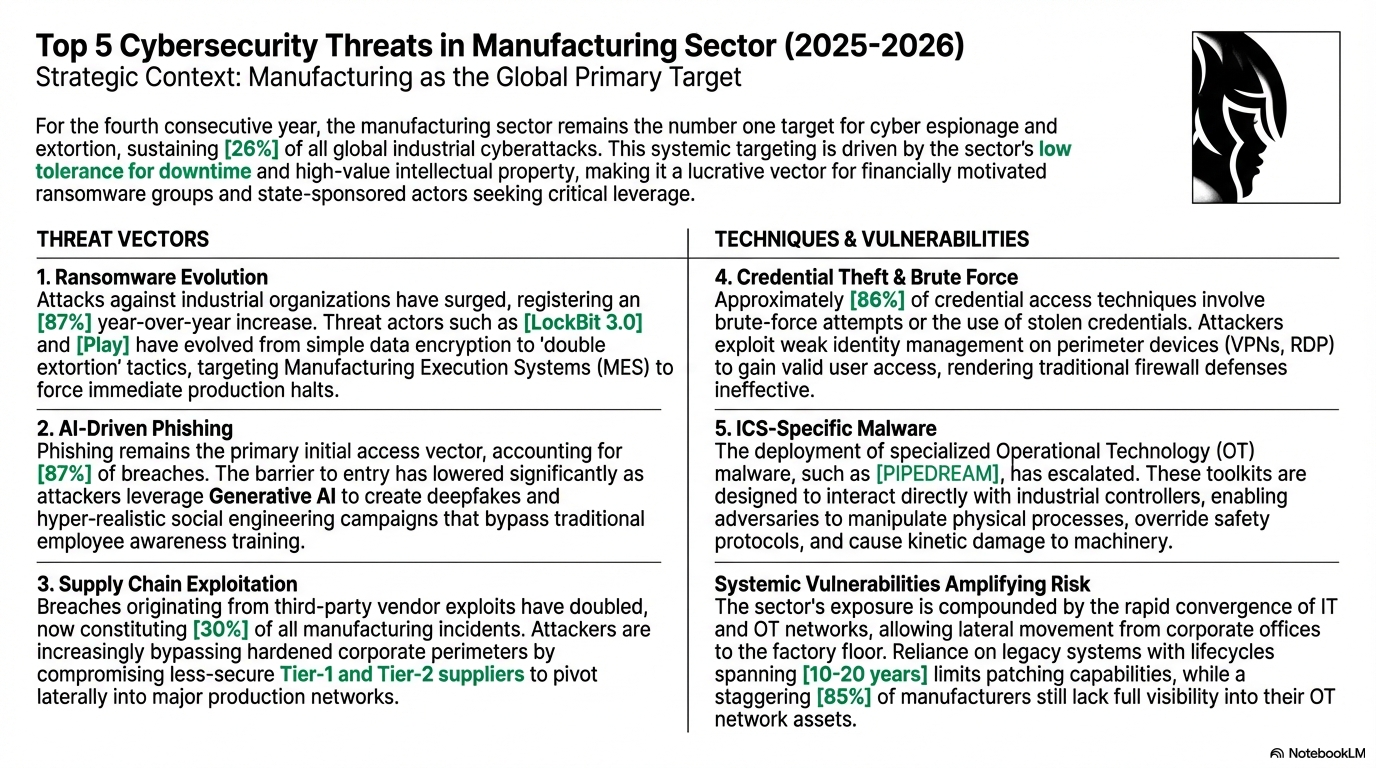 Top 5 Cybersecurity Threats in Manufacturing Sector (2025-2026)
Strategic Context: Manufacturing as the Global Primary Target
For the fourth consecutive year, the manufacturing sector remains the number one target for cyber espionage and
extortion, sustaining [26%] of all global industrial cyberattacks. This systemic targeting is driven by the sector's low
tolerance for downtime and high-value intellectual property, making it a lucrative vector for financially motivated
ransomware groups and state-sponsored actors seeking critical leverage.
THREAT VECTORS
1. Ransomware Evolution
Attacks against industrial organizations have surged, registering an
[87%] year-over-year increase. Threat actors such as [LockBit 3.0]
and [Play] have evolved from simple data encryption to 'double
extortion' tactics, targeting Manufacturing Execution Systems (MES) to
force immediate production halts.
2. AI-Driven Phishing
Phishing remains the primary initial access vector, accounting for
[87%] of breaches. The barrier to entry has lowered significantly as
attackers leverage Generative AI to create deepfakes and
hyper-realistic social engineering campaigns that bypass traditional
employee awareness training.
3. Supply Chain Exploitation
Breaches originating from third-party vendor exploits have doubled,
now constituting [30%] of all manufacturing incidents. Attackers are
increasingly bypassing hardened corporate perimeters by
compromising less-secure Tier-1 and Tier-2 suppliers to pivot
laterally into major production networks.
TECHNIQUES & VULNERABILITIES
4. Credential Theft & Brute Force
Approximately [86%] of credential access techniques involve
brute-force attempts or the use of stolen credentials. Attackers
exploit weak identity management on perimeter devices (VPNs, RDP)
to gain valid user access, rendering traditional firewall defenses
ineffective.
5. ICS-Specific Malware
The deployment of specialized Operational Technology (OT)
malware, such as [PIPEDREAM], has escalated. These toolkits are
designed to interact directly with industrial controllers, enabling
adversaries to manipulate physical processes, override safety
protocols, and cause kinetic damage to machinery.
Systemic Vulnerabilities Amplifying Risk
The sector's exposure is compounded by the rapid convergence of IT
and OT networks, allowing lateral movement from corporate offices
to the factory floor. Reliance on legacy systems with lifecycles
spanning [10-20 years] limits patching capabilities, while a
staggering [85%] of manufacturers still lack full visibility into their OT
network assets.
NotebookLM